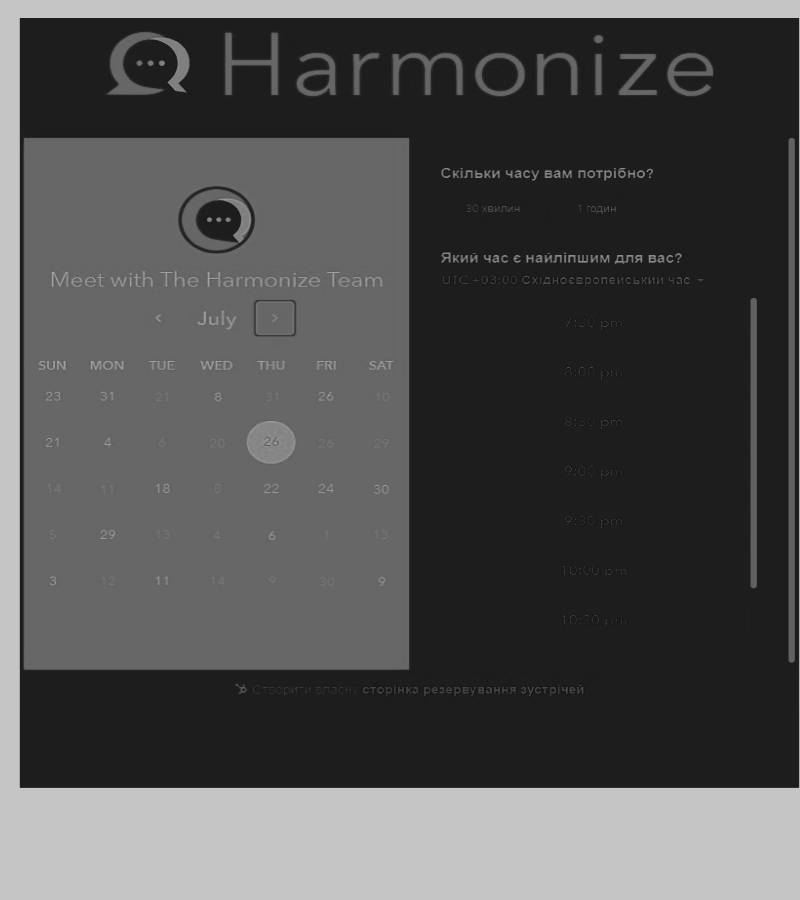 Harmonize
Meet with The Harmonize Team
July
SUN MON TUE WED THU FRI SAT
23 31 21 8 31 26 10
21 4 6 20 26 26 29
14 11 18 8 22 24 30
5 29 13 4 6 1 13
3 12 11 14 9 30 9
Скільки часу вам потрібно?
30 хвилин 1 годин
Який час є найліпшим для вас?
UTC +03:00 Східноєвропейський час
7:30 pm
8:00 pm
8:30 pm
9:00 pm
9:30 pm
10:00 pm
10:30 pm
Створити власну сторінка резервування зустрічей